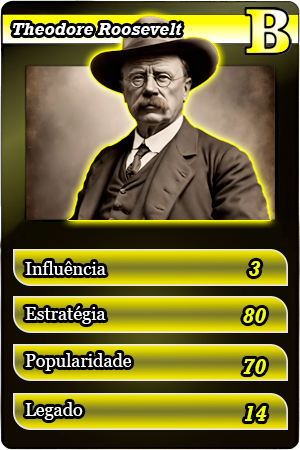 Theodore Roosevelt B
Influência 3
Estratégia 80
Popularidade 70
Legado 14